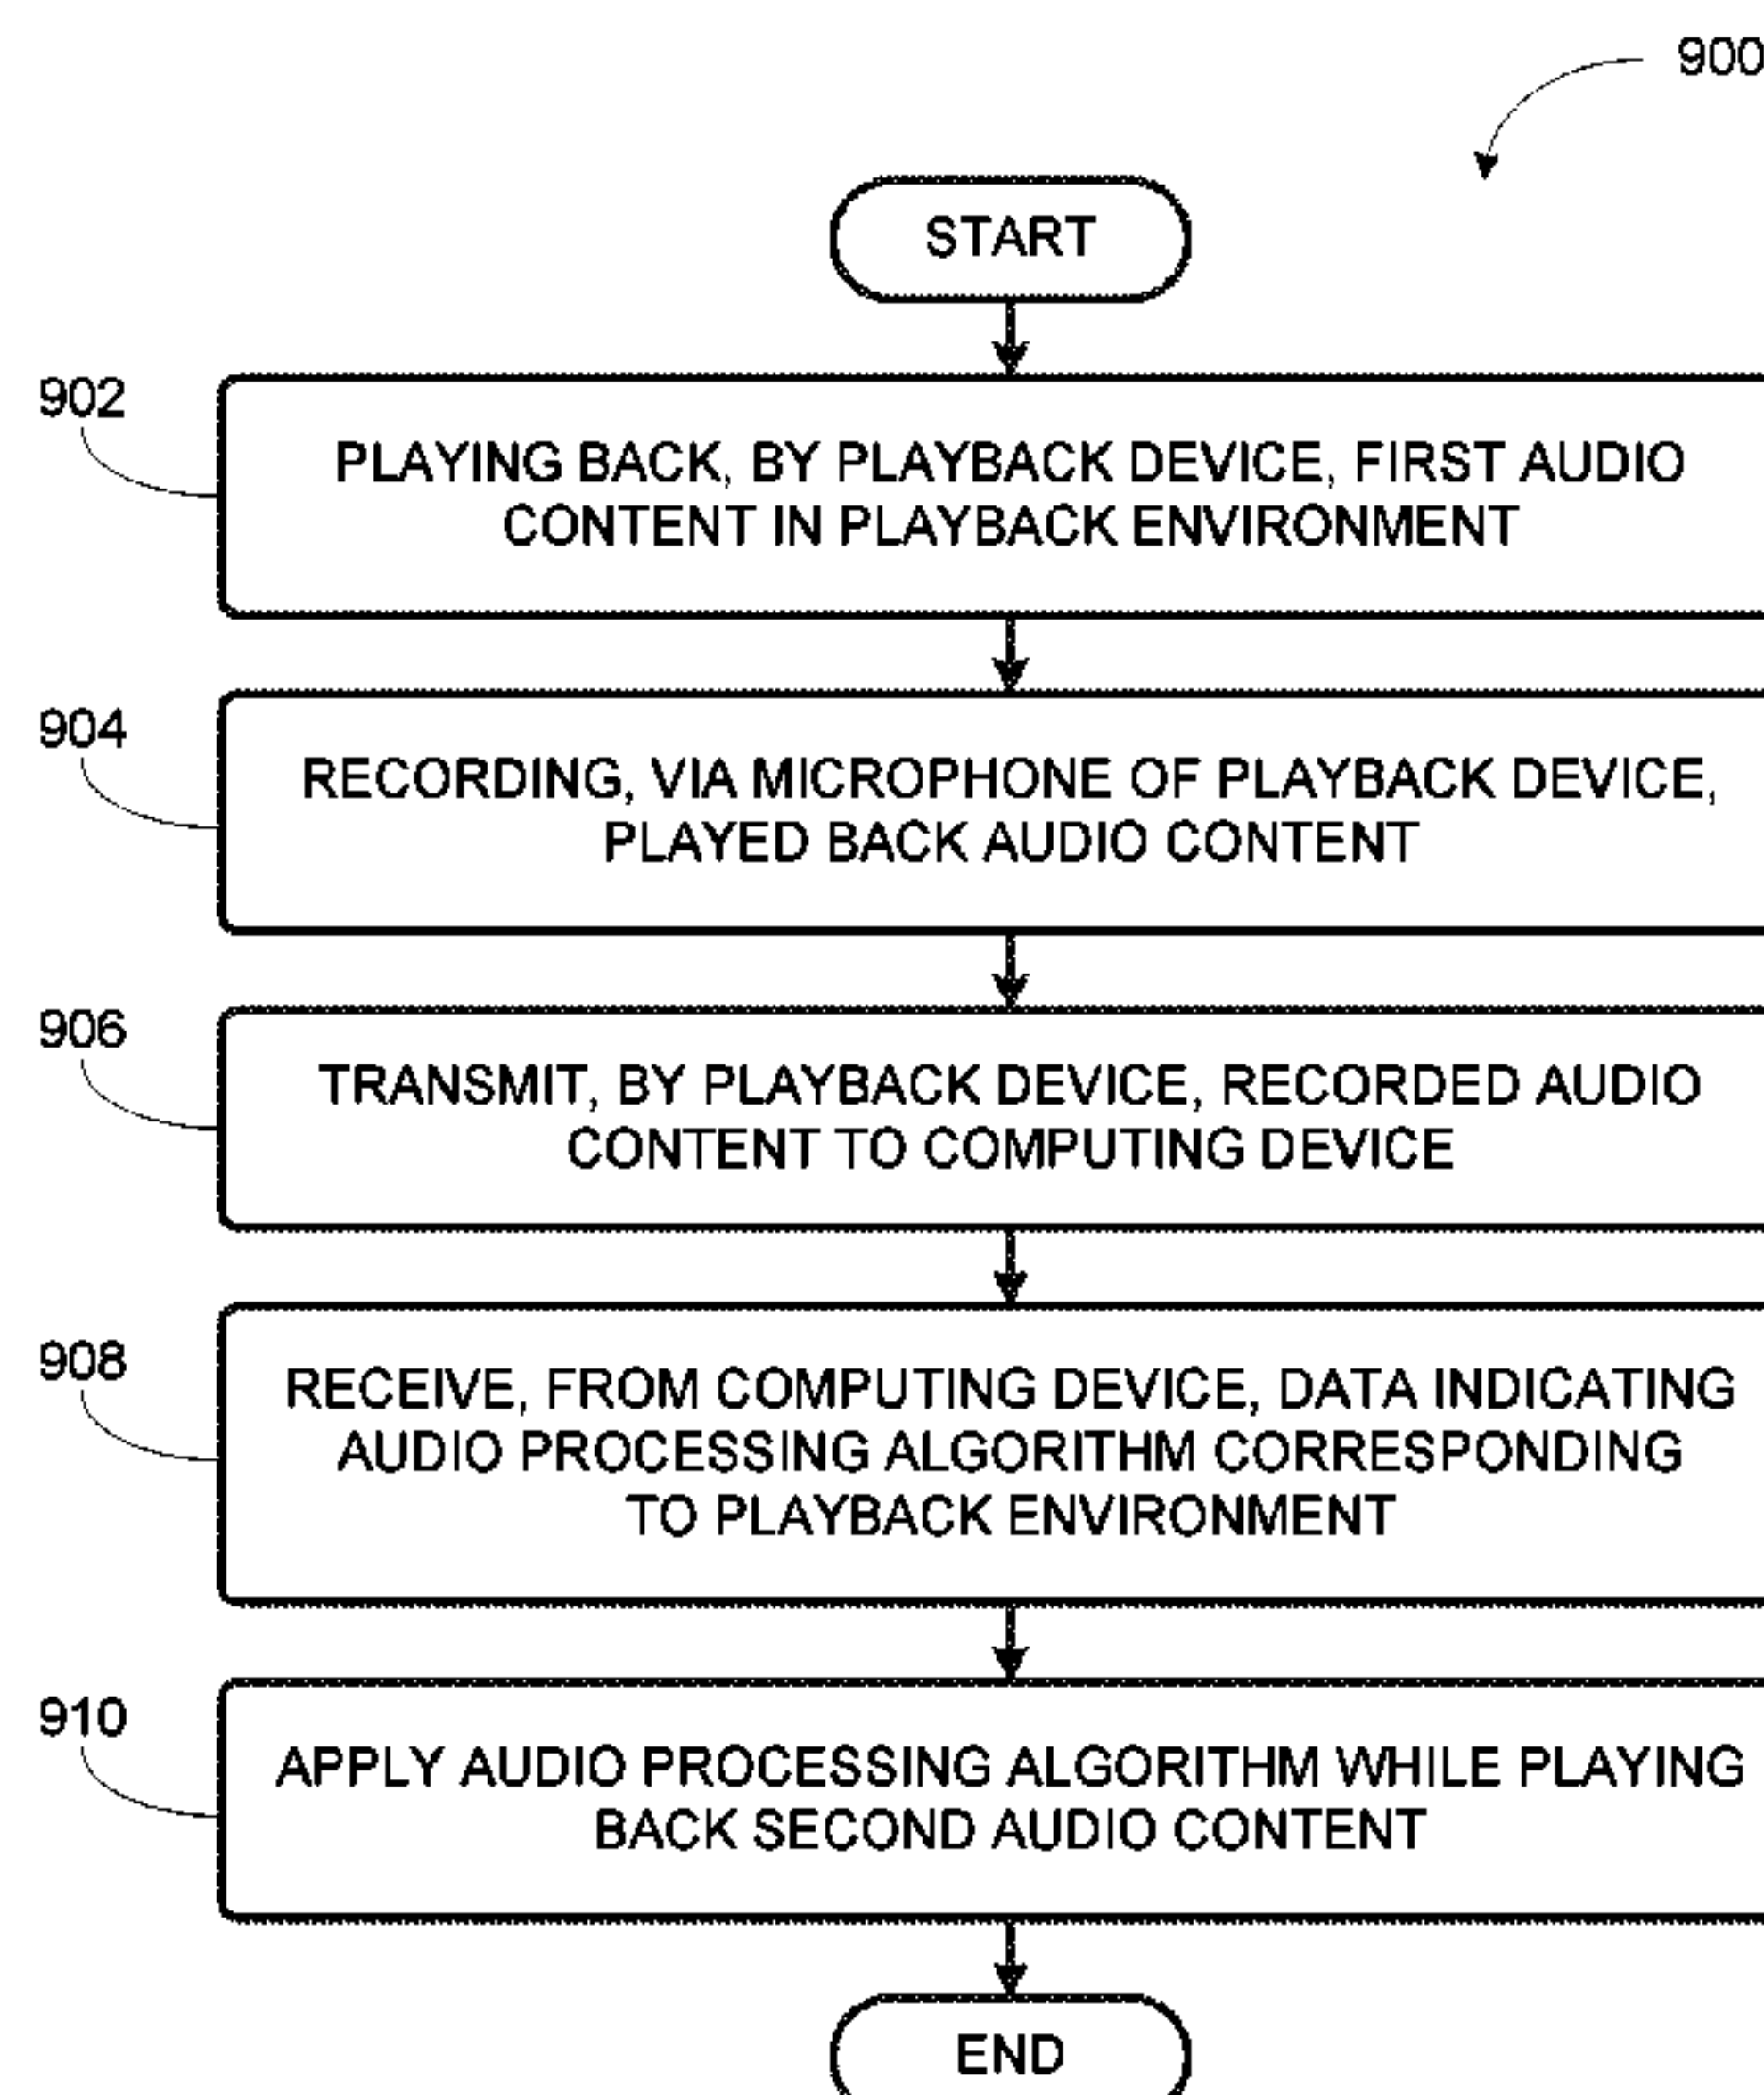 900
START
902
PLAYING BACK, BY PLAYBACK DEVICE, FIRST AUDIO
CONTENT IN PLAYBACK ENVIRONMENT
904
RECORDING, VIA MICROPHONE OF PLAYBACK DEVICE,
PLAYED BACK AUDIO CONTENT
906
TRANSMIT, BY PLAYBACK DEVICE, RECORDED AUDIO
CONTENT TO COMPUTING DEVICE
908
RECEIVE, FROM COMPUTING DEVICE, DATA INDICATING
AUDIO PROCESSING ALGORITHM CORRESPONDING
TO PLAYBACK ENVIRONMENT
910
APPLY AUDIO PROCESSING ALGORITHM WHILE PLAYING
BACK SECOND AUDIO CONTENT
END